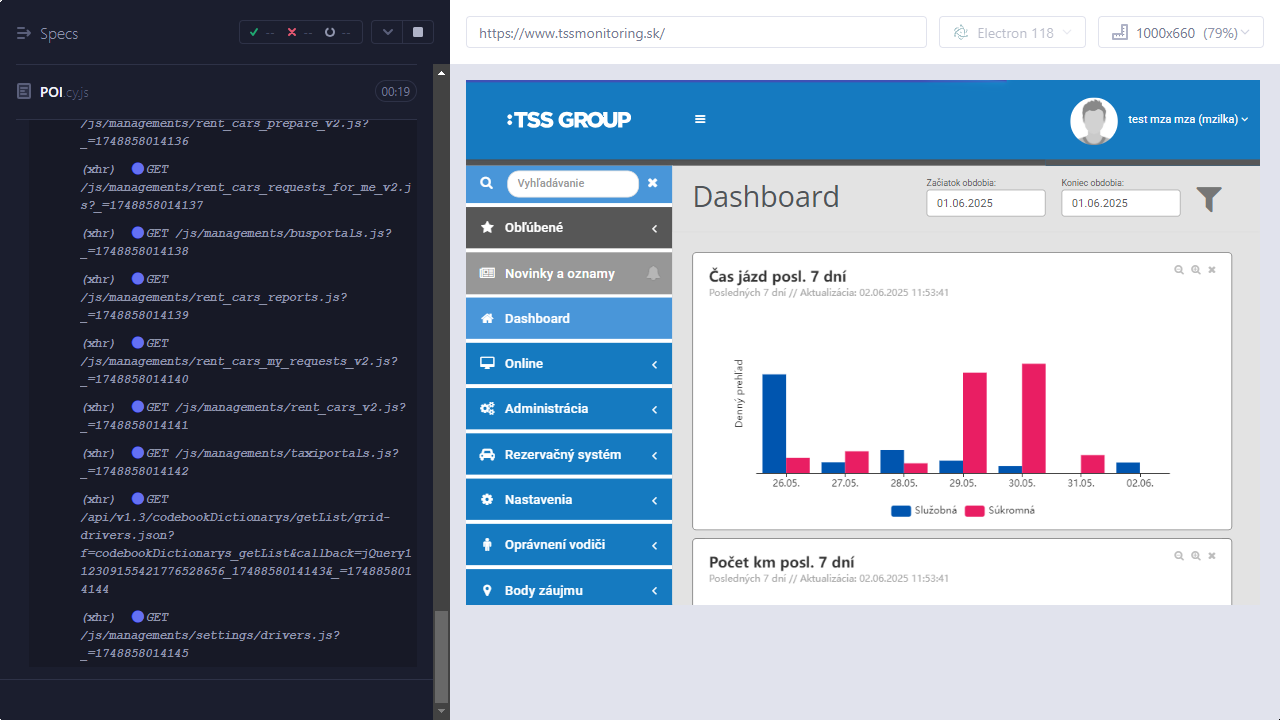 Specs
--
--
--
POI.cy.js
00:19
/js/managements/rent_cars_prepare_v2.js?
_=1748858014136
(xhr) GET
/js/managements/rent_cars_requests_for_me_v2.j
s?_=1748858014137
(xhr) GET /js/managements/busportals.js?
_=1748858014138
(xhr) GET
/js/managements/rent_cars_reports.js?
_=1748858014139
(xhr) GET
/js/managements/rent_cars_my_requests_v2.js?
_=1748858014140
(xhr) GET /js/managements/rent_cars_v2.js?
_=1748858014141
(xhr) GET /js/managements/taxiportals.js?
_=1748858014142
(xhr) GET
/api/v1.3/codebookDictionarys/getList/grid-
drivers.json?
f=codebookDictionarys_getList&callback=jQuery1
12309155421776528656_1748858014143&_=174885801
4144
(xhr) GET
/js/managements/settings/drivers.js?
_=1748858014145
https://www.tssmonitoring.sk/
Electron 118
1000x660 (79%)
:TSS GROUP
test mza mza (mzilka)
Vyhľadávanie
Obľúbené
Novinky a oznamy
Dashboard
Online
Administrácia
Rezervačný systém
Nastavenia
Oprávnení vodiči
Body záujmu
Dashboard
Začiatok obdobia:
01.06.2025
Koniec obdobia:
01.06.2025
Čas jázd posl. 7 dní
Posledných 7 dní // Aktualizácia: 02.06.2025 11:53:41
Denný prehľad
26.05.
27.05.
28.05.
29.05.
30.05.
31.05.
02.06.
Služobná
Súkromná
Počet km posl. 7 dní
Posledných 7 dní // Aktualizácia: 02.06.2025 11:53:41